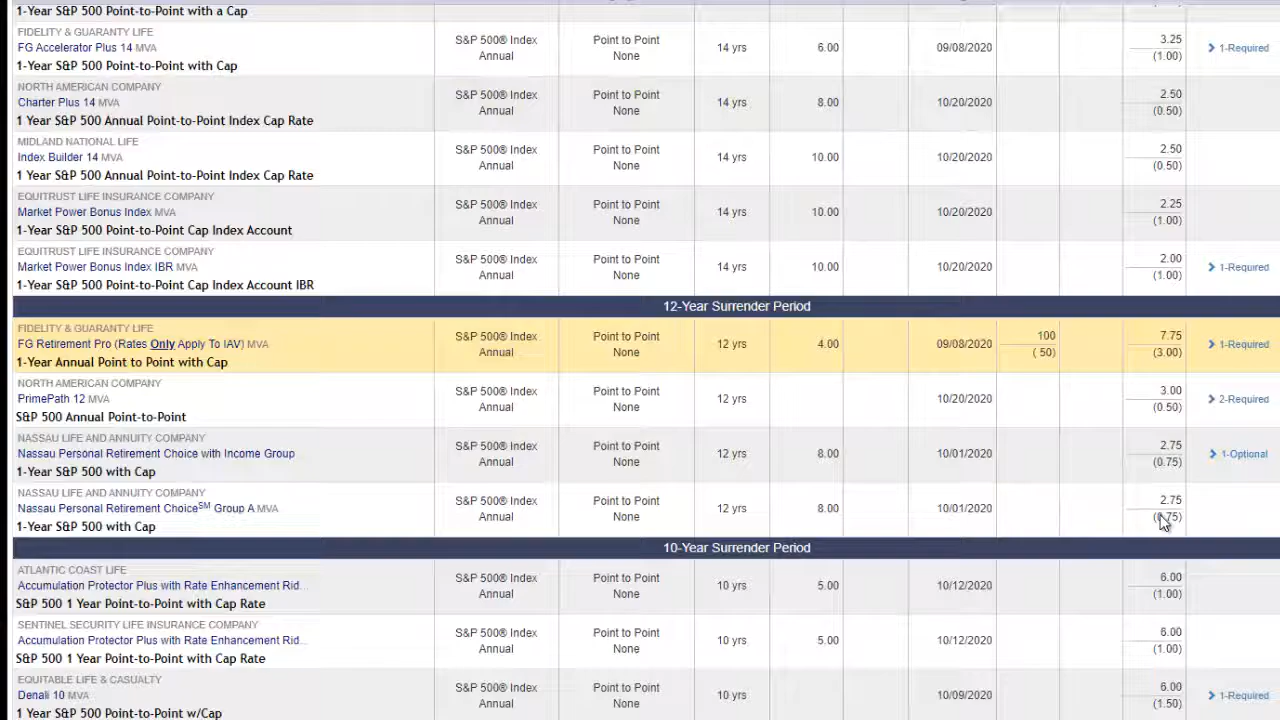 1-Year S&P 500 Point-to-Point with a Cap
FIDELITY & GUARANTY LIFE
FG Accelerator Plus 14 MVA
1-Year S&P 500 Point-to-Point with Cap
S&P 500® Index
Annual
Point to Point
None
14 yrs
6.00
09/08/2020
3.25
(1.00)
1-Required
NORTH AMERICAN COMPANY
Charter Plus 14 MVA
1 Year S&P 500 Annual Point-to-Point Index Cap Rate
S&P 500® Index
Annual
Point to Point
None
14 yrs
8.00
10/20/2020
2.50
(0.50)
MIDLAND NATIONAL LIFE
Index Builder 14 MVA
1 Year S&P 500 Annual Point-to-Point Index Cap Rate
S&P 500® Index
Annual
Point to Point
None
14 yrs
10.00
10/20/2020
2.50
(0.50)
EQUITRUST LIFE INSURANCE COMPANY
Market Power Bonus Index MVA
1-Year S&P 500 Point-to-Point Cap Index Account
S&P 500® Index
Annual
Point to Point
None
14 yrs
10.00
10/20/2020
2.25
(1.00)
EQUITRUST LIFE INSURANCE COMPANY
Market Power Bonus Index IBR MVA
1-Year S&P 500 Point-to-Point Cap Index Account IBR
S&P 500® Index
Annual
Point to Point
None
14 yrs
10.00
10/20/2020
2.00
(1.00)
1-Required
12-Year Surrender Period
FIDELITY & GUARANTY LIFE
FG Retirement Pro (Rates Only Apply To IAV) MVA
1-Year Annual Point to Point with Cap
S&P 500® Index
Annual
Point to Point
None
12 yrs
4.00
09/08/2020
100
( 50)
7.75
(3.00)
1-Required
NORTH AMERICAN COMPANY
PrimePath 12 MVA
S&P 500 Annual Point-to-Point
S&P 500® Index
Annual
Point to Point
None
12 yrs
10/20/2020
3.00
(0.50)
2-Required
NASSAU LIFE AND ANNUITY COMPANY
Nassau Personal Retirement Choice with Income Group
1-Year S&P 500 with Cap
S&P 500® Index
Annual
Point to Point
None
12 yrs
8.00
10/01/2020
2.75
(0.75)
1-Optional
NASSAU LIFE AND ANNUITY COMPANY
Nassau Personal Retirement Choice℠ Group A MVA
1-Year S&P 500 with Cap
S&P 500® Index
Annual
Point to Point
None
12 yrs
8.00
10/01/2020
2.75
(0.75)
10-Year Surrender Period
ATLANTIC COAST LIFE
Accumulation Protector Plus with Rate Enhancement Rid...
S&P 500 1 Year Point-to-Point with Cap Rate
S&P 500® Index
Annual
Point to Point
None
10 yrs
5.00
10/12/2020
6.00
(1.00)
SENTINEL SECURITY LIFE INSURANCE COMPANY
Accumulation Protector Plus with Rate Enhancement Rid...
S&P 500 1 Year Point-to-Point with Cap Rate
S&P 500® Index
Annual
Point to Point
None
10 yrs
5.00
10/12/2020
6.00
(1.00)
EQUITABLE LIFE & CASUALTY
Denali 10 MVA
1 Year S&P 500 Point-to-Point w/Cap
S&P 500® Index
Annual
Point to Point
None
10 yrs
10/09/2020
6.00
(1.50)
1-Required